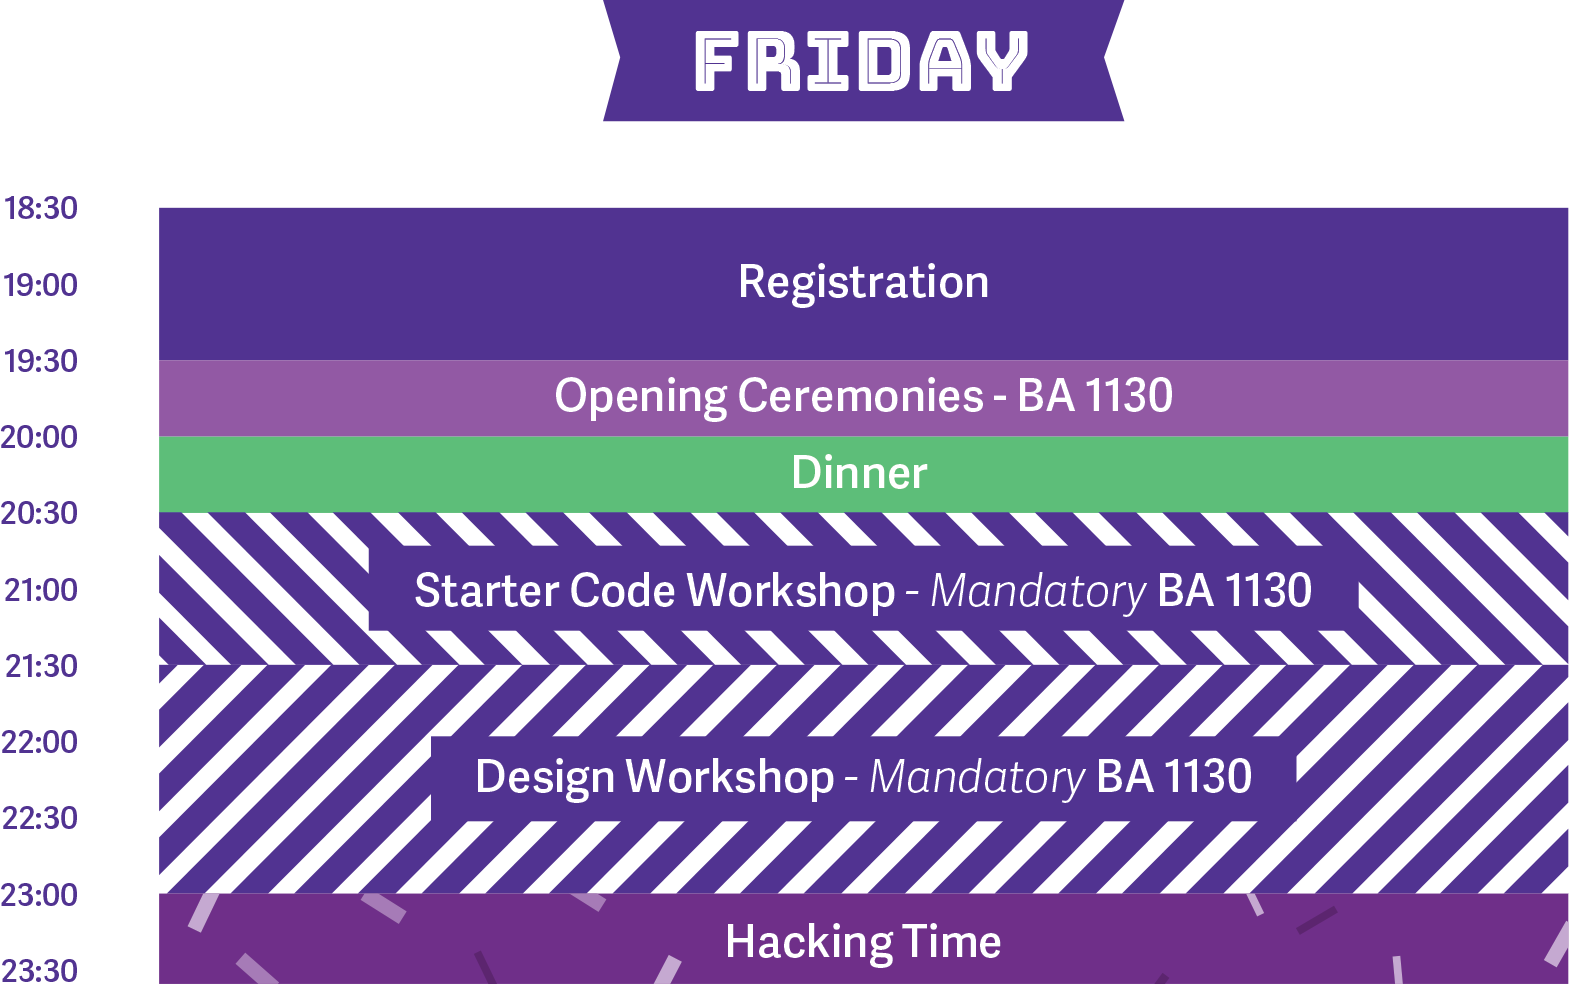 FRIDAY
18:30
Registration
19:00
19:30
Opening Ceremonies - BA 1130
20:00
Dinner
20:30
Starter Code Workshop - Mandatory BA 1130
21:00
21:30
22:00
Design Workshop - Mandatory BA 1130
22:30
23:00
Hacking Time
23:30